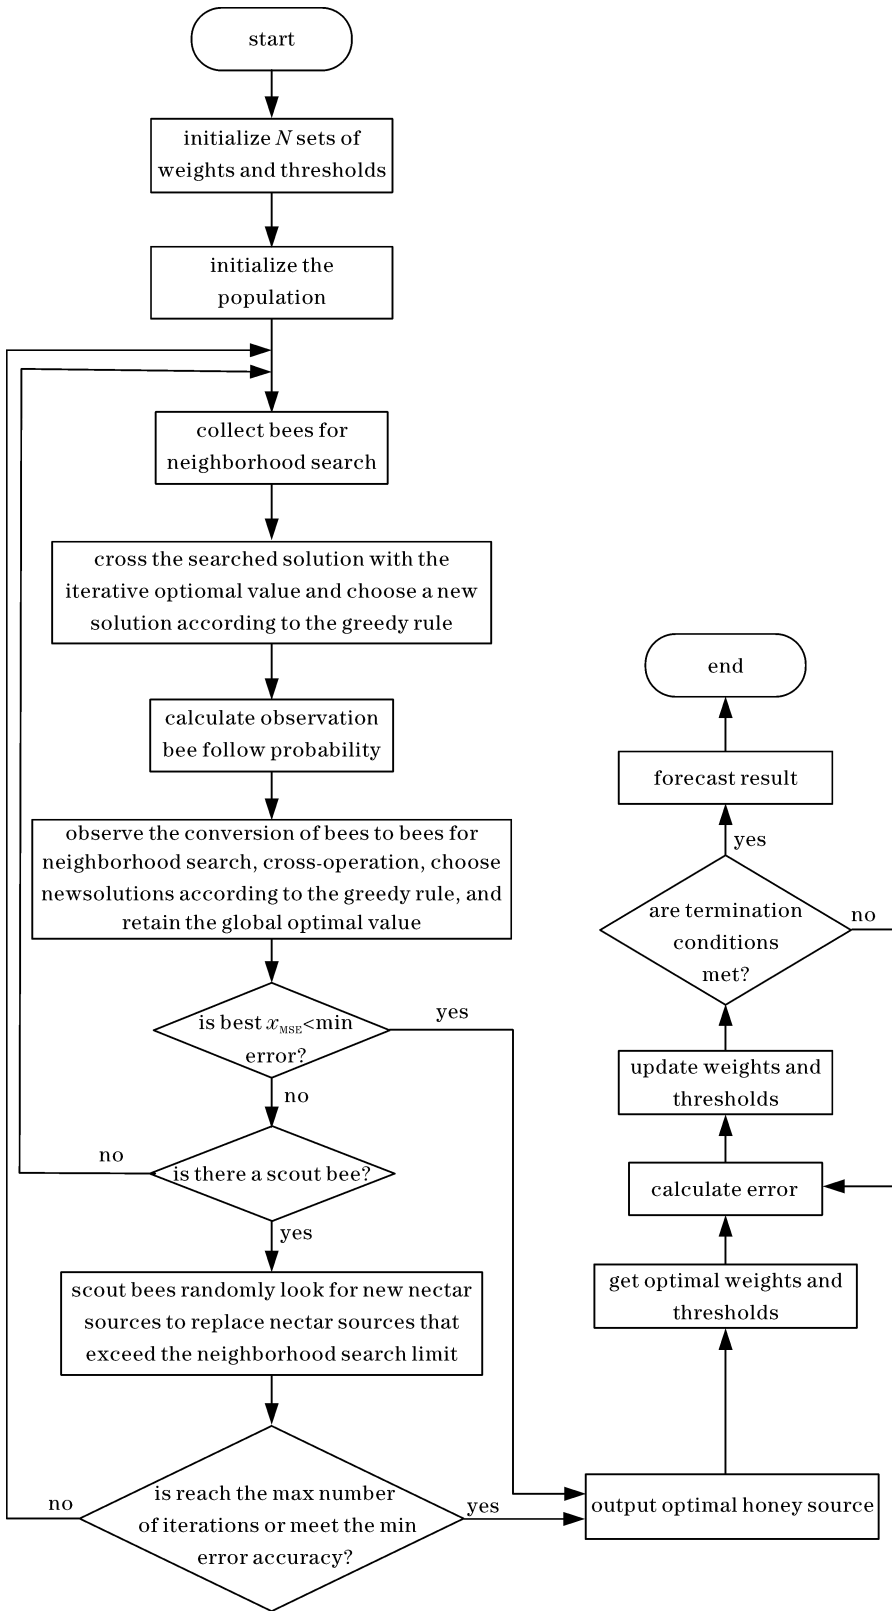 start
initialize N sets of
weights and thresholds
initialize the
population
collect bees for
neighborhood search
cross the searched solution with the
iterative optiomal value and choose a new
solution according to the greedy rule
calculate observation
bee follow probability
observe the conversion of bees to bees for
neighborhood search, cross-operation, choose
newsolutions according to the greedy rule, and
retain the global optimal value
is best xMSE<min
error?
yes
no
is there a scout bee?
no
yes
scout bees randomly look for new nectar
sources to replace nectar sources that
exceed the neighborhood search limit
is reach the max number
of iterations or meet the min
error accuracy?
no
yes
output optimal honey source
get optimal weights and
thresholds
calculate error
update weights and
thresholds
are termination
conditions
met?
no
yes
forecast result
end